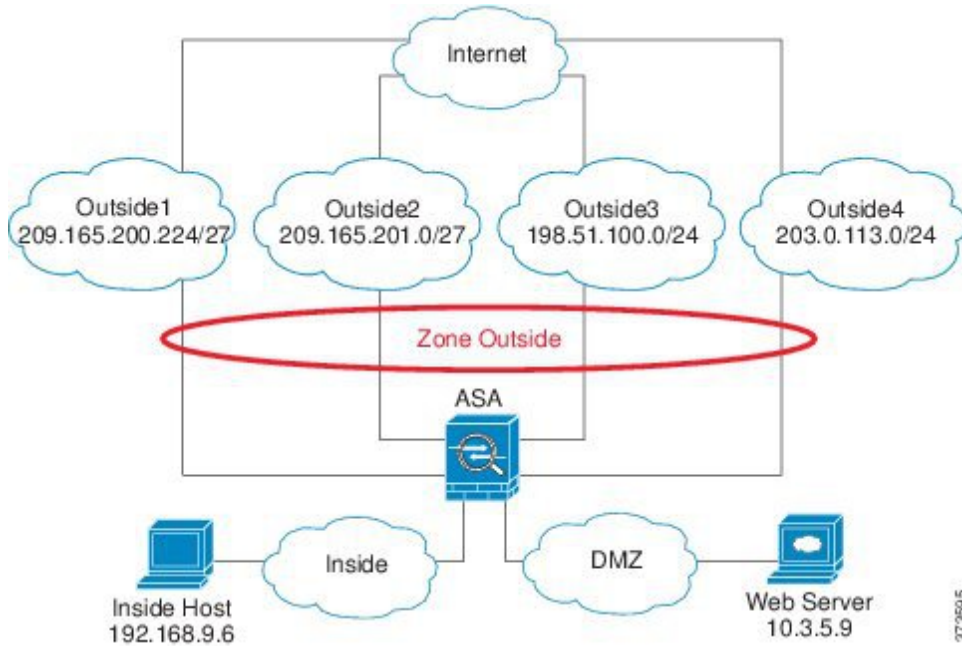 Internet
Outside1
209.165.200.224/27
Outside2
209.165.201.0/27
Outside3
198.51.100.0/24
Outside4
203.0.113.0/24
Zone Outside
ASA
Inside
DMZ
Inside Host
192.168.9.6
Web Server
10.3.5.9